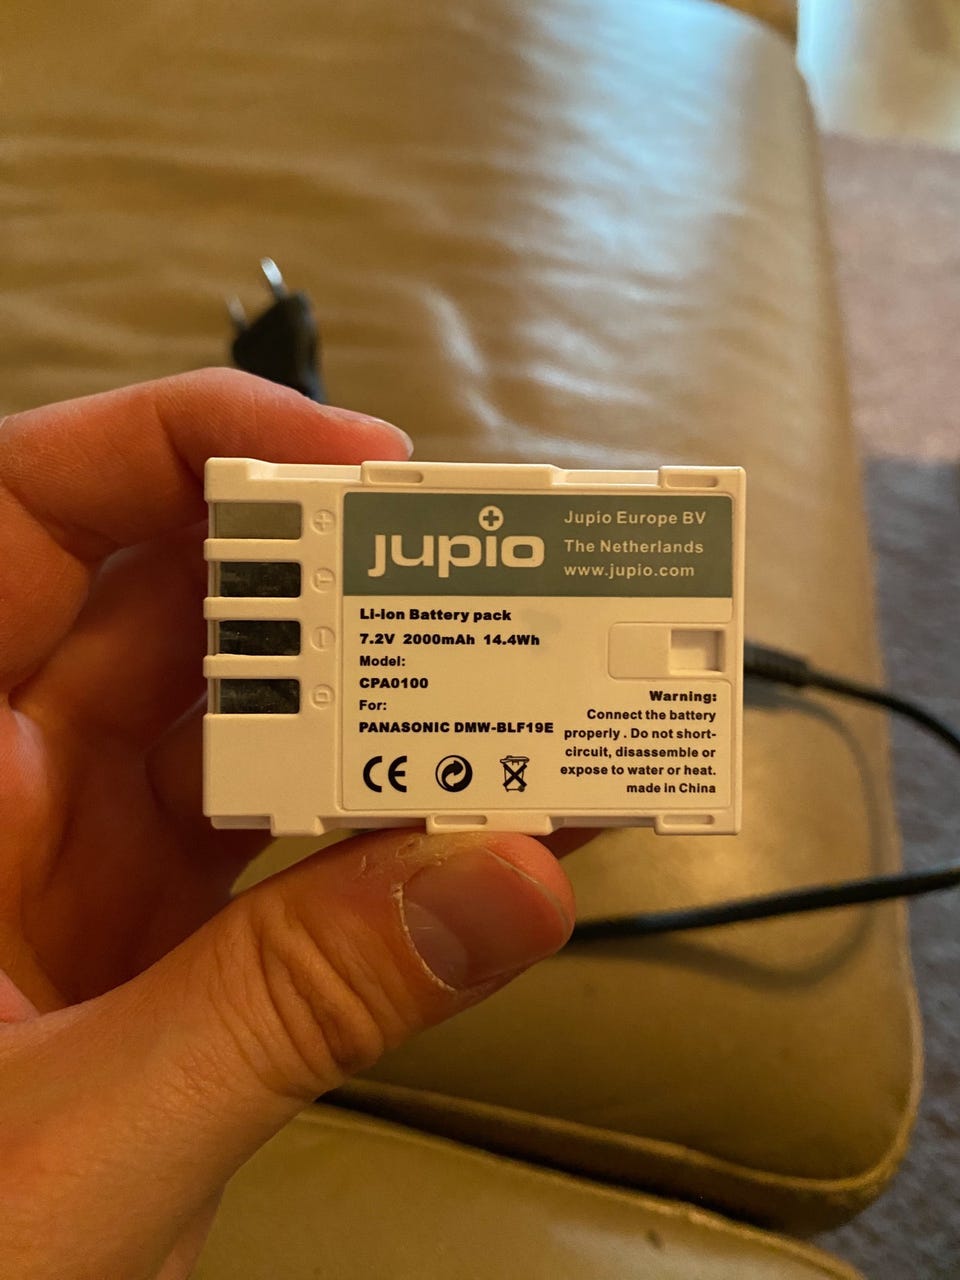 jupio
Jupio Europe BV
The Netherlands
www.jupio.com
Li-ion Battery pack
7.2V 2000mAh 14.4Wh
Model:
CPA0100
For:
PANASONIC DMW-BLF19E
Warning:
Connect the battery
properly . Do not short-
circuit, disassemble or
expose to water or heat.
made in China
CE
+
T
D